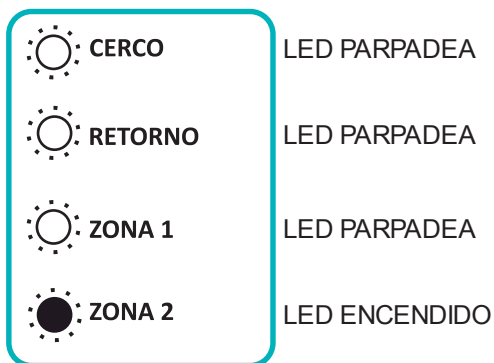 CERCO LED PARPADEA
RETORNO LED PARPADEA
ZONA 1 LED PARPADEA
ZONA 2 LED ENCENDIDO